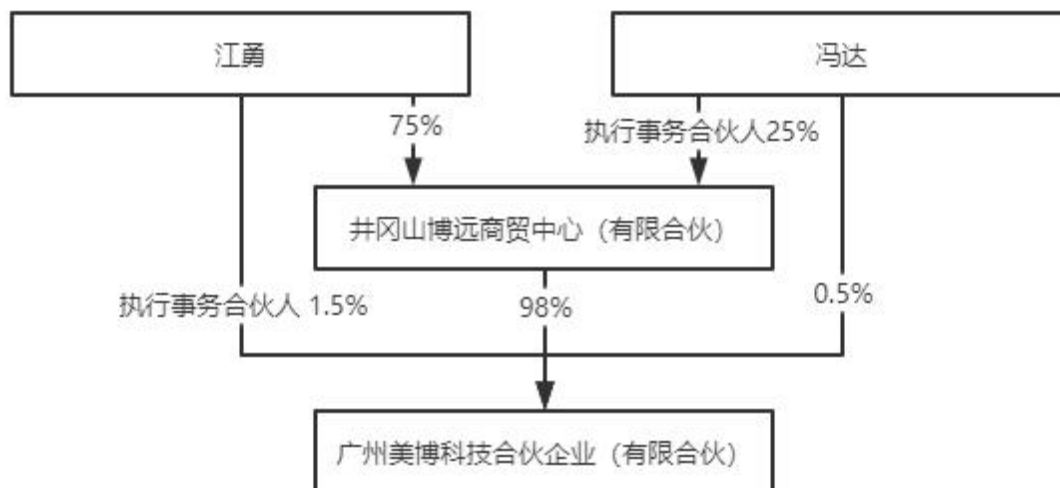 江勇
冯达
75%
执行事务合伙人25%
井冈山博远商贸中心（有限合伙）
执行事务合伙人 1.5%
98%
0.5%
广州美博科技合伙企业（有限合伙）